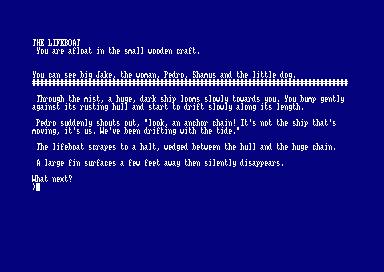 THE LIFEBOAT
You are afloat in the small wooden craft.
You can see big Jake, the woman, Pedro, Shamus and the little dog.
Through the mist, a huge, dark ship looms slowly towards you. You bump gently
against its rusting hull and start to drift slowly along its length.
Pedro suddenly shouts out, "look, an anchor chain! It's not the ship that's
moving, it's us. We've been drifting with the tide."
The lifeboat scrapes to a halt, wedged between the hull and the huge chain.
A large fin surfaces a few feet away then silently disappears.
What next?
>